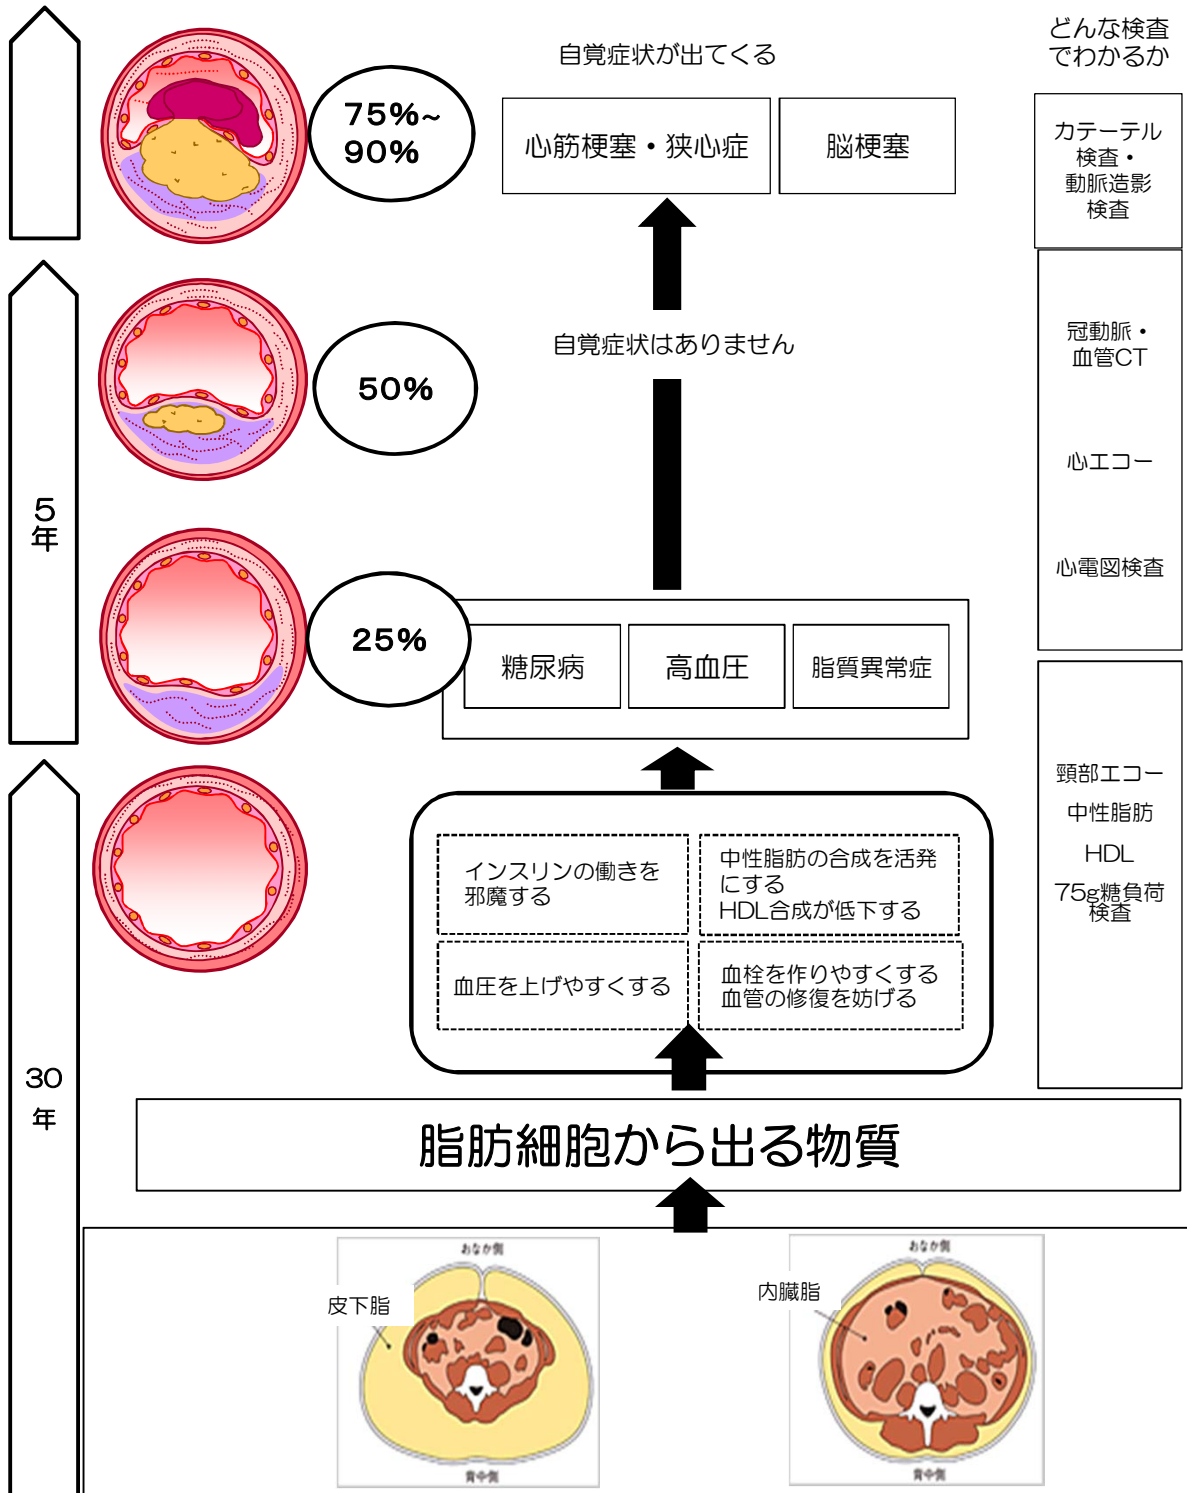 どんな検査
でわかるか
自覚症状が出てくる
75%~
90%
心筋梗塞・狭心症
脳梗塞
カテーテル
検査・
動脈造影
検査
自覚症状はありません
50%
冠動脈・
血管CT
心エコー
心電図検査
5
年
25%
糖尿病
高血圧
脂質異常症
頸部エコー
中性脂肪
HDL
75g糖負荷
検査
インスリンの働きを
邪魔する
中性脂肪の合成を活発
にする
HDL合成が低下する
血圧を上げやすくする
血栓を作りやすくする
血管の修復を妨げる
30
年
脂肪細胞から出る物質
おなか側
皮下脂
背中側
おなか側
内臓脂
背中側